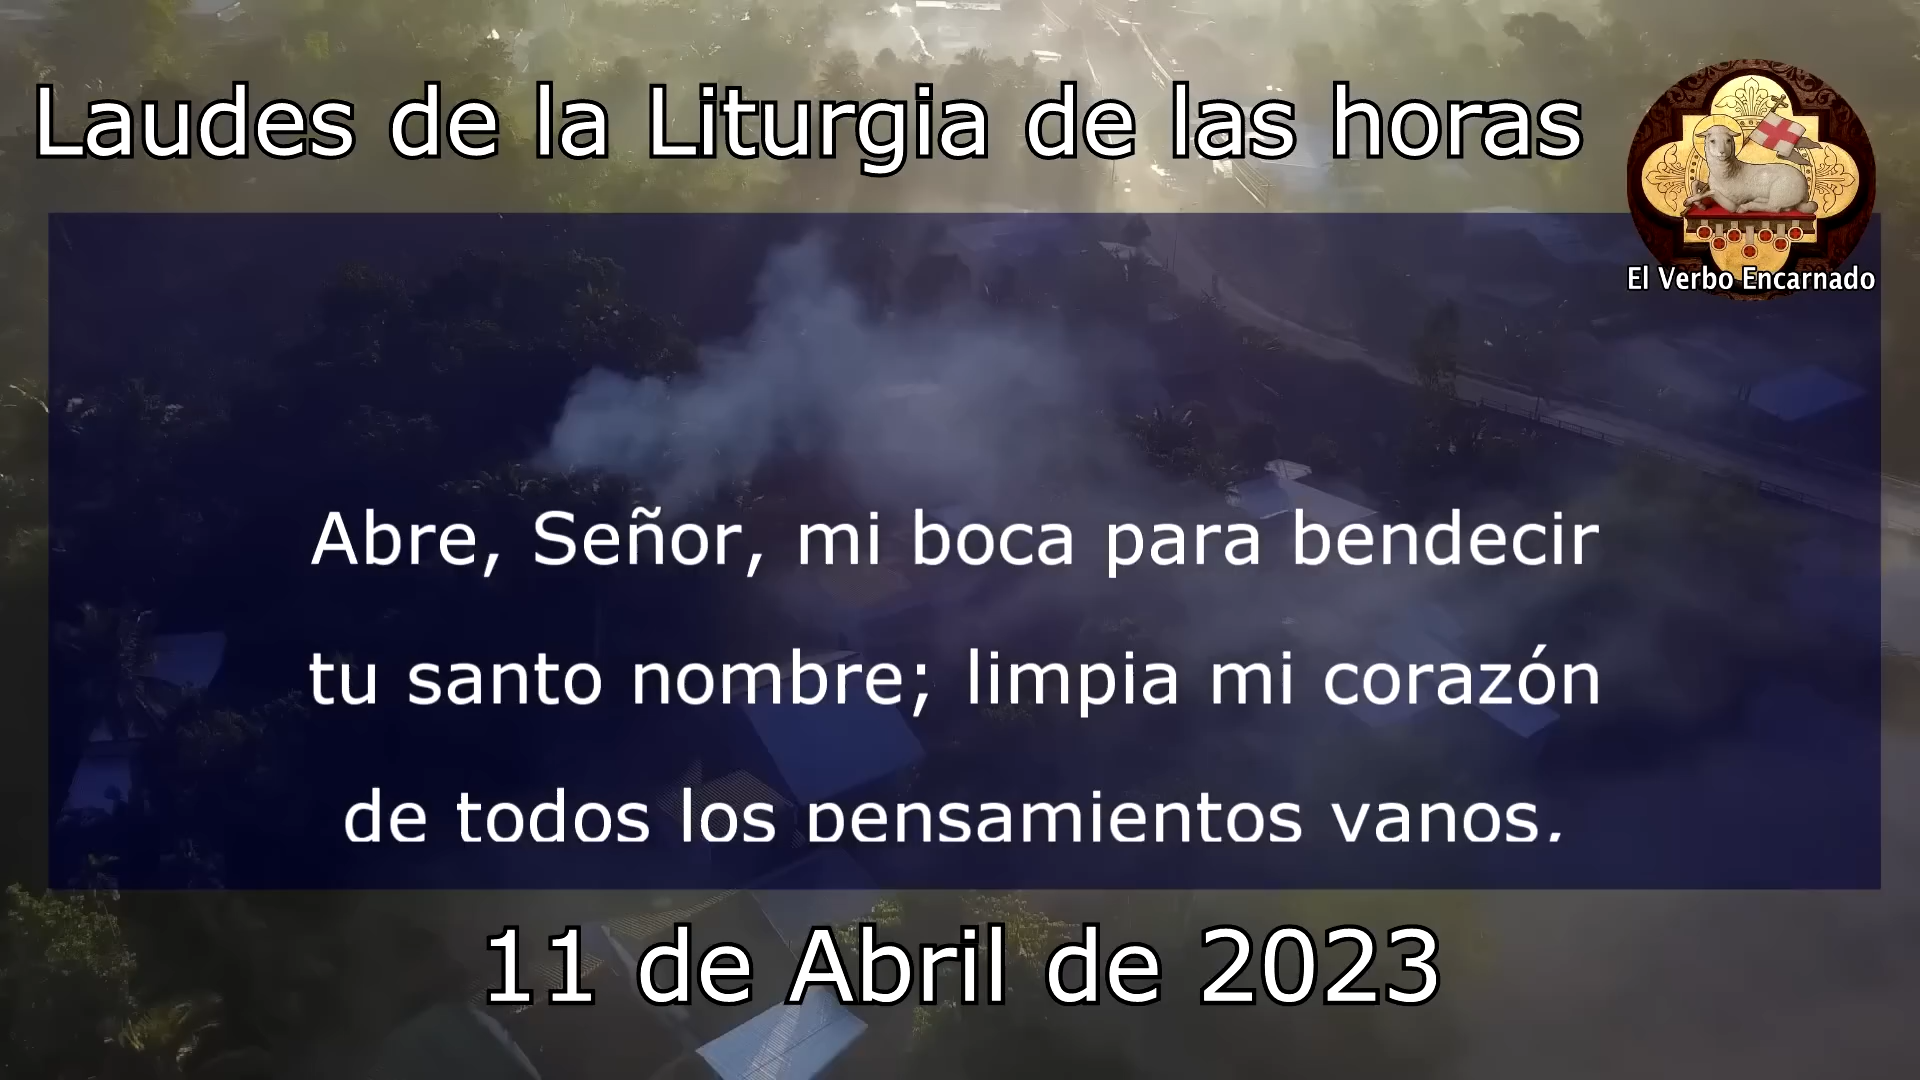 Laudes de la Liturgia de las horas
El Verbo Encarnado
Abre, Señor, mi boca para bendecir
tu santo nombre; limpia mi corazón
de todos los pensamientos vanos,
11 de Abril de 2023